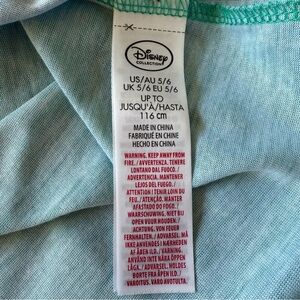 Disney
COLLECTION
US/AU 5/6
UK 5/6 EU 5/6
UP TO
JUSQU'À/HASTA
116 cm
MADE IN CHINA
FABRIQUÉ EN CHINE
HECHO EN CHINA
WARNING. KEEP AWAY FROM
FIRE. / AVVERTENZA. TENERE
LONTANO DAL FUOCO. /
ADVERTENCIA. MANTENER
LEJOS DEL FUEGO. /
ATTENTION ! TENIR LOIN DU
FEU. / ATENÇÃO. MANTER
AFASTADO DO FOGO. /
WAARSCHUWING. NIET BIJ
OPEN VUUR HOUDEN. /
ACHTUNG. VON FEUER
FERNHALTEN. / ADVARSEL. MÅ
IKKE ANVENDES I NÆRHEDEN
AF ÅBEN ILD. / VARNING.
ANVÄND INTE NÄRA ÖPPEN
LÅGA. / ADVARSEL. HOLDES
BORTE FRA ÅPEN ILD. /
VAROITUS. VARO AVOTULTA.